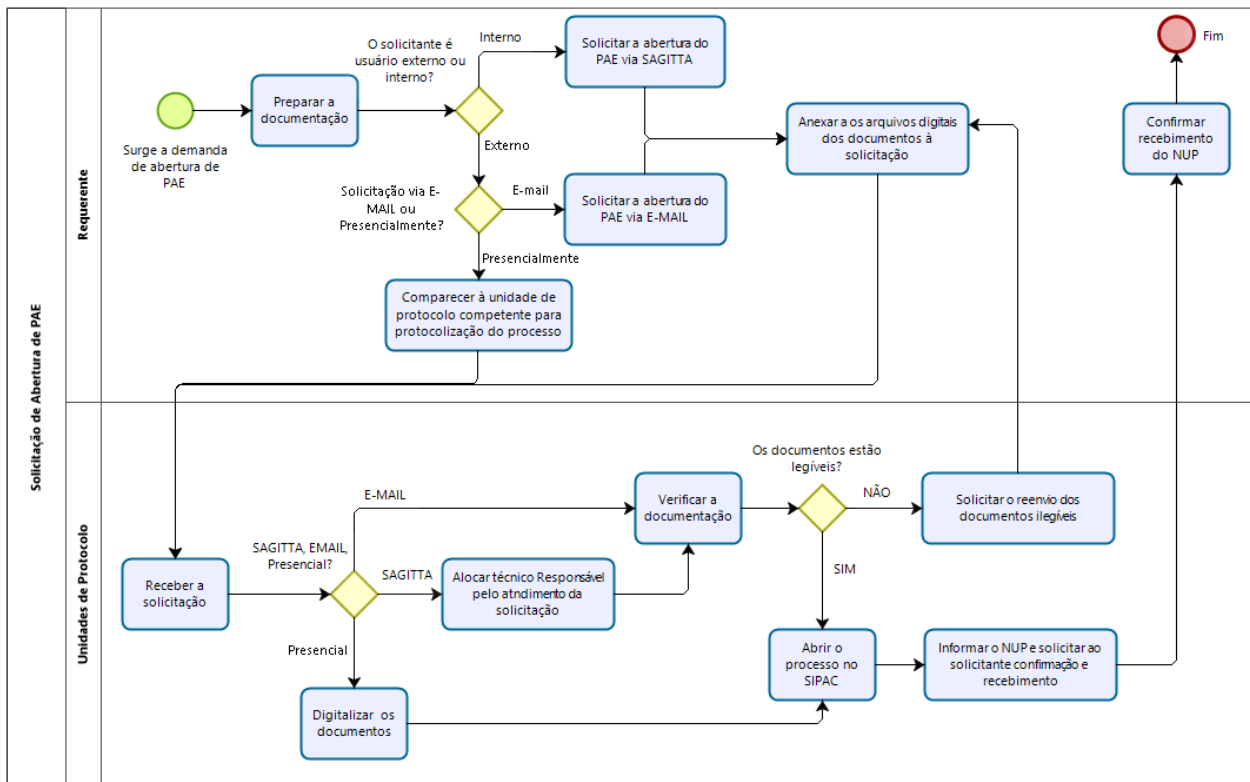 Solicitação de Abertura de PAE
Requerente
Surge a demanda
de abertura de
PAE
Preparar a
documentação
O solicitante é
usuário externo ou
interno?
Interno
Solicitar a abertura do
PAE via SAGITTA
Externo
Solicitação via E-
MAIL ou
Presencialmente?
E-mail
Solicitar a abertura do
PAE via E-MAIL
Presencialmente
Comparecer à unidade de
protocolo competente para
protocolização do processo
Anexar a os arquivos digitais
dos documentos à
solicitação
Confirmar
recebimento
do NUP
Fim
Unidades de Protocolo
Receber a
solicitação
SAGITTA, EMAIL,
Presencial?
E-MAIL
SAGITTA
Alocar técnico Responsável
pelo atndimento da
solicitação
Presencial
Digitalizar os
documentos
Verificar a
documentação
Os documentos estão
legíveis?
NÃO
Solicitar o reenvio dos
documentos ilegíveis
SIM
Abrir o
processo no
SIPAC
Informar o NUP e solicitar ao
solicitante confirmação e
recebimento